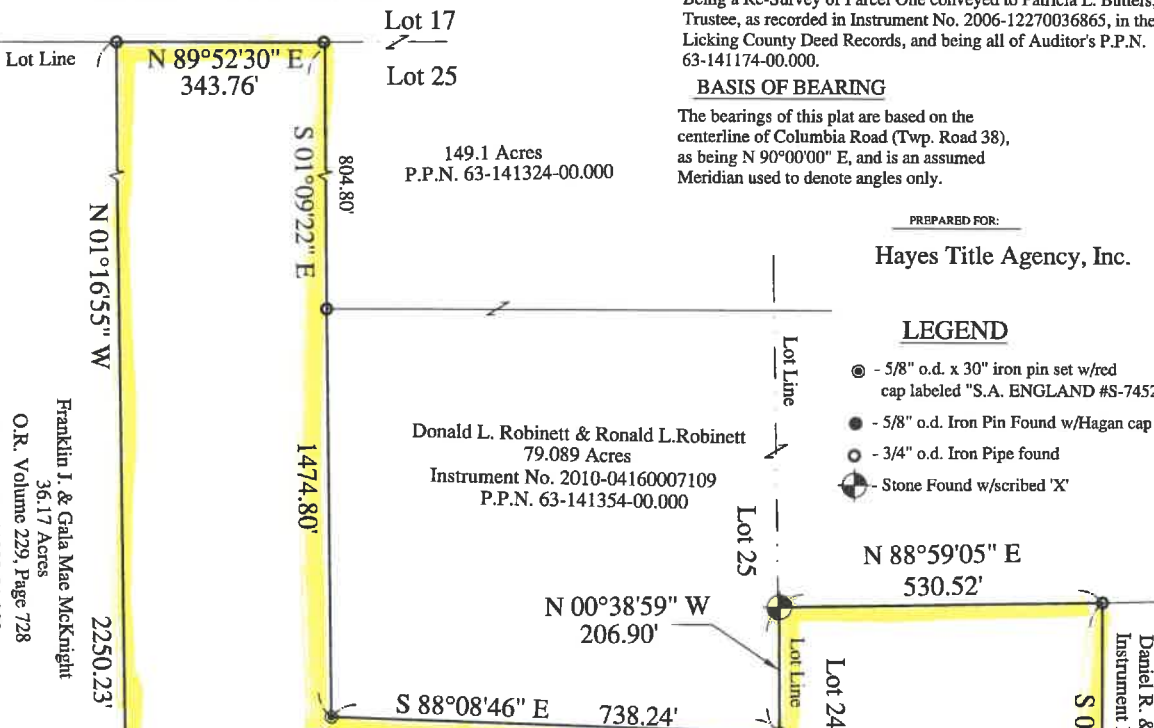 Being a Re-Survey of Parcel One conveyed to Patricia L. Butters,
Trustee, as recorded in Instrument No. 2006-12270036865, in the
Licking County Deed Records, and being all of Auditor's P.P.N.
63-141174-00.000.
BASIS OF BEARING
The bearings of this plat are based on the
centerline of Columbia Road (Twp. Road 38),
as being N 90°00'00" E, and is an assumed
Meridian used to denote angles only.
PREPARED FOR:
Hayes Title Agency, Inc.
LEGEND
- 5/8" o.d. x 30" iron pin set w/red
cap labeled "S.A. ENGLAND #S-7452
- 5/8" o.d. Iron Pin Found w/Hagan cap
- 3/4" o.d. Iron Pipe found
- Stone Found w/scribed 'X'
Lot 17
Lot Line
N 89°52'30" E
343.76'
Lot 25
S 01°09'22" E
804.80'
149.1 Acres
P.P.N. 63-141324-00.000
N 01°16'55" W
2250.23'
Franklin J. & Gala Mae McKnight
36.17 Acres
O.R. Volume 229, Page 728
1474.80'
Donald L. Robinett & Ronald L.Robinett
79.089 Acres
Instrument No. 2010-04160007109
P.P.N. 63-141354-00.000
Lot Line
Lot 25
N 00°38'59" W
206.90'
N 88°59'05" E
530.52'
Lot Line
Lot 24
S 88°08'46" E
738.24'
Daniel R. &
Instrument
S 0